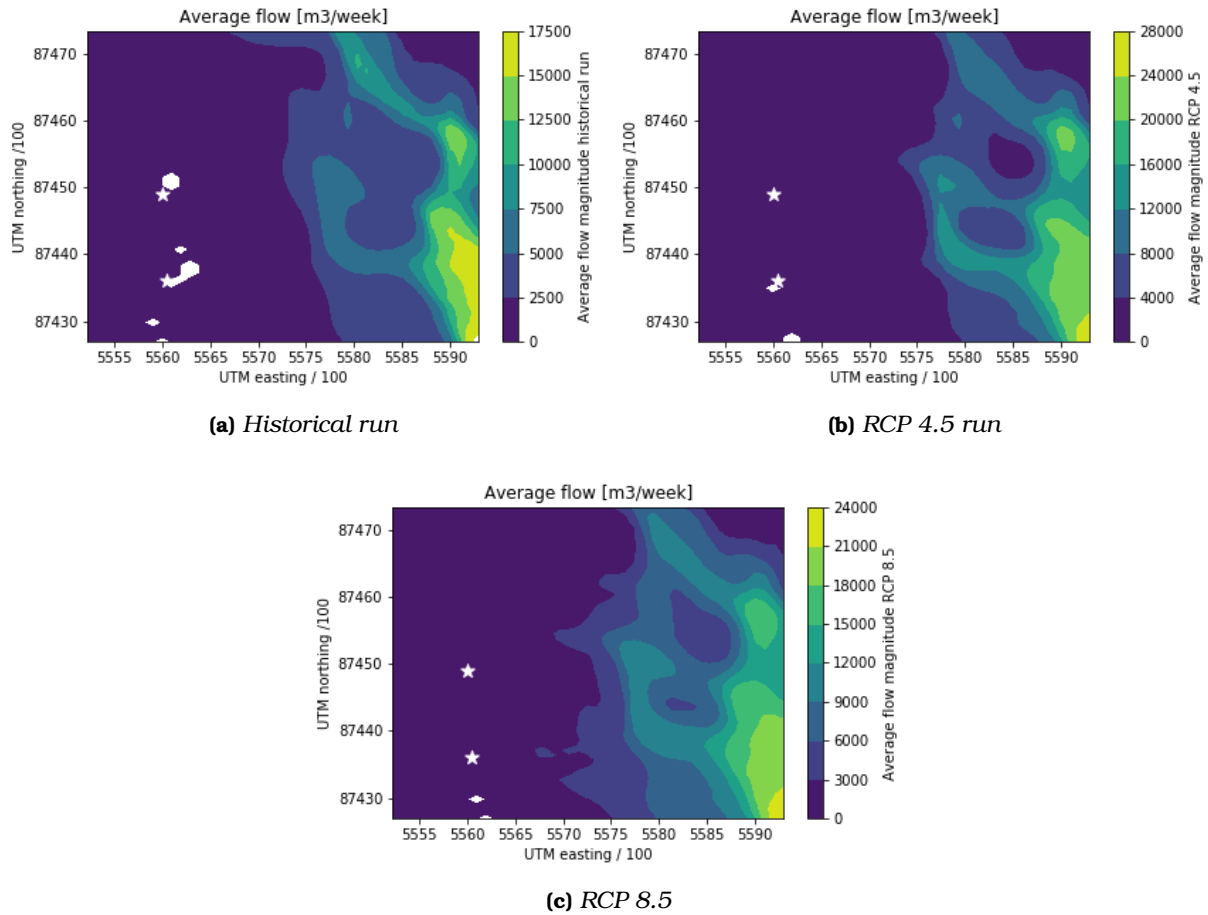 Average flow [m3/week]
87470
87460
87450
87440
87430
UTM northing /100
5555 5560 5565 5570 5575 5580 5585 5590
UTM easting / 100
17500
15000
12500
10000
7500
5000
2500
0
Average flow magnitude historical run
(a) Historical run
Average flow [m3/week]
87470
87460
87450
87440
87430
UTM northing /100
5555 5560 5565 5570 5575 5580 5585 5590
UTM easting / 100
28000
24000
20000
16000
12000
8000
4000
0
Average flow magnitude RCP 4.5
(b) RCP 4.5 run
Average flow [m3/week]
87470
87460
87450
87440
87430
UTM northing /100
5555 5560 5565 5570 5575 5580 5585 5590
UTM easting / 100
24000
21000
18000
15000
12000
9000
6000
3000
0
Average flow magnitude RCP 8.5
(c) RCP 8.5